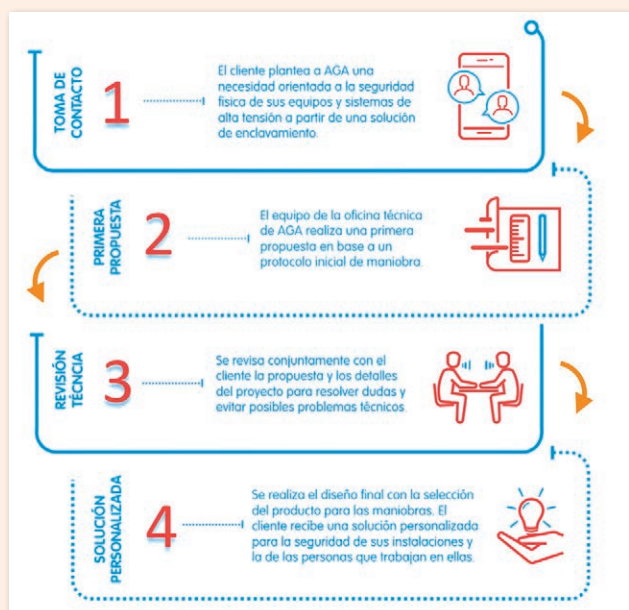 TOMA DE
CONTACTO
1
El cliente plantea a AGA una
necesidad orientada a la seguridad
física de sus equipos y sistemas de
alta tensión a partir de una solución
de enclavamiento.
PRIMERA
PROPUESTA
2
El equipo de la oficina técnica
de AGA realiza una primera
propuesta en base a un
protocolo inicial de maniobra.
REVISIÓN
TÉCNCIA
3
Se revisa conjuntamente con el
cliente la propuesta y los detalles
del proyecto para resolver dudas y
evitar posibles problemas técnicos
SOLUCIÓN
PERSONALIZADA
4
Se realiza el diseño final con la selección
del producto para las maniobras. El
cliente recibe una solución personalizada
para la seguridad de sus instalaciones y
la de las personas que trabajan en ellas.